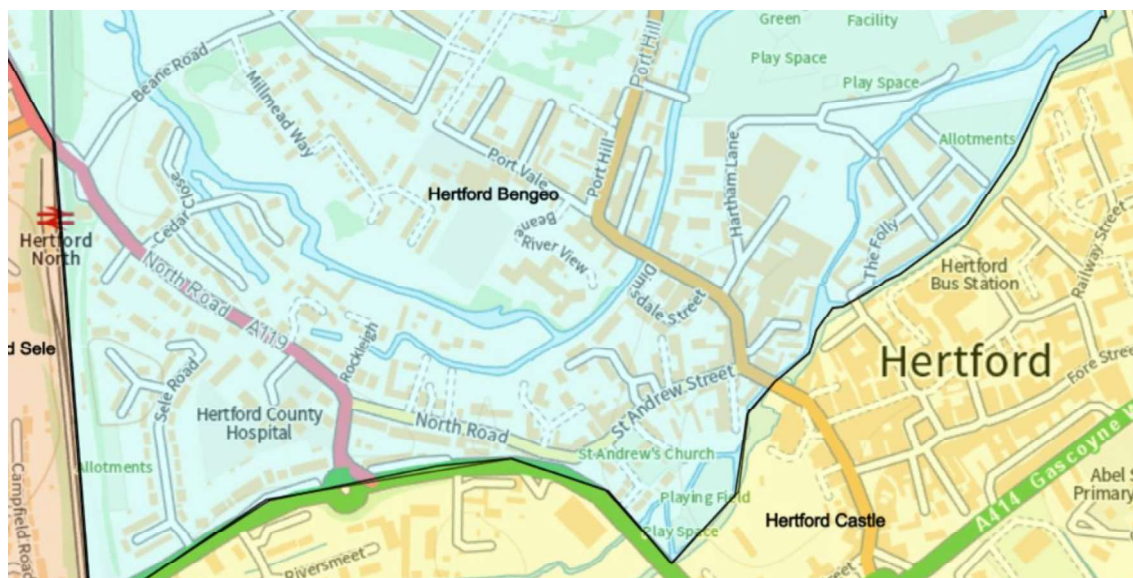 Green
Facility
Play Space
Play Space
Port Hill
Beane Road
Millmead Way
Allotments
Port Vale
Port Hill
Hartham Lane
Hertford Bengeo
Cedar Close
Beane
River View
Hertford
North
The Folly
Railway Street
Hertford
Bus Station
North Road A119
Dimsdale Street
Rockleigh
d Sele
Sele Road
Hertford
Fore Street
St Andrew Street
Hertford County
Hospital
North Road
St Andrew's Church
Allotments
Campfield Road
Playing Field
Hertford Castle
Play Space
A414 Gascoyne W
Abel S
Primary
Riversmeet